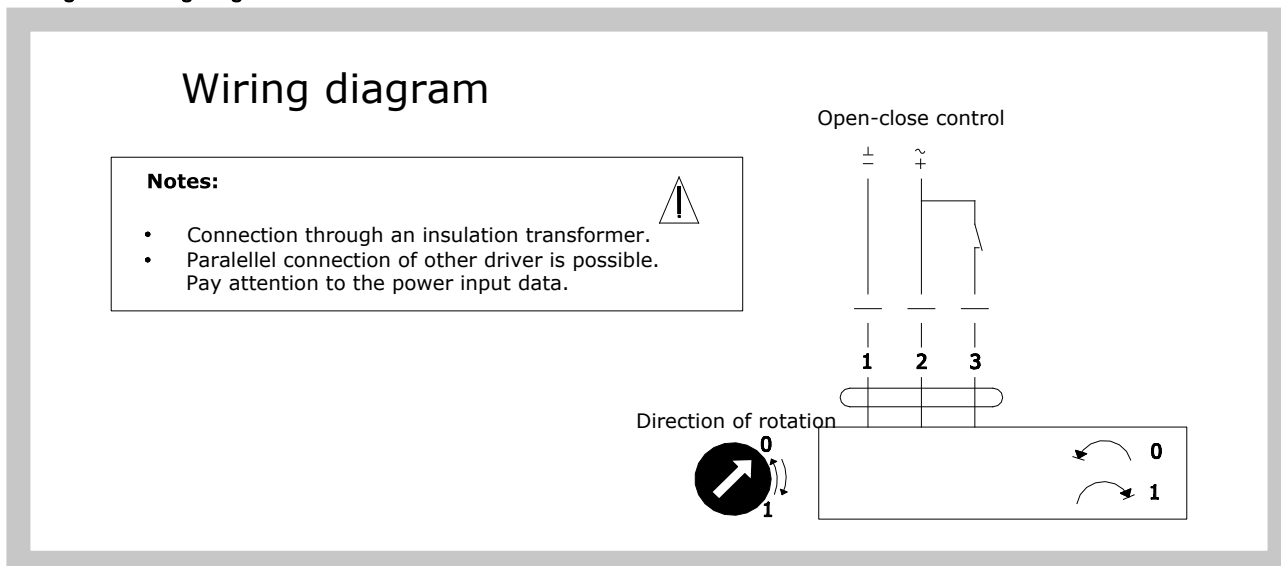 Wiring diagram
Open-close control
⊥ ~
− +
Notes:
• Connection through an insulation transformer.
• Paralellel connection of other driver is possible.
Pay attention to the power input data.
1 2 3
Direction of rotation
0
1
0
1